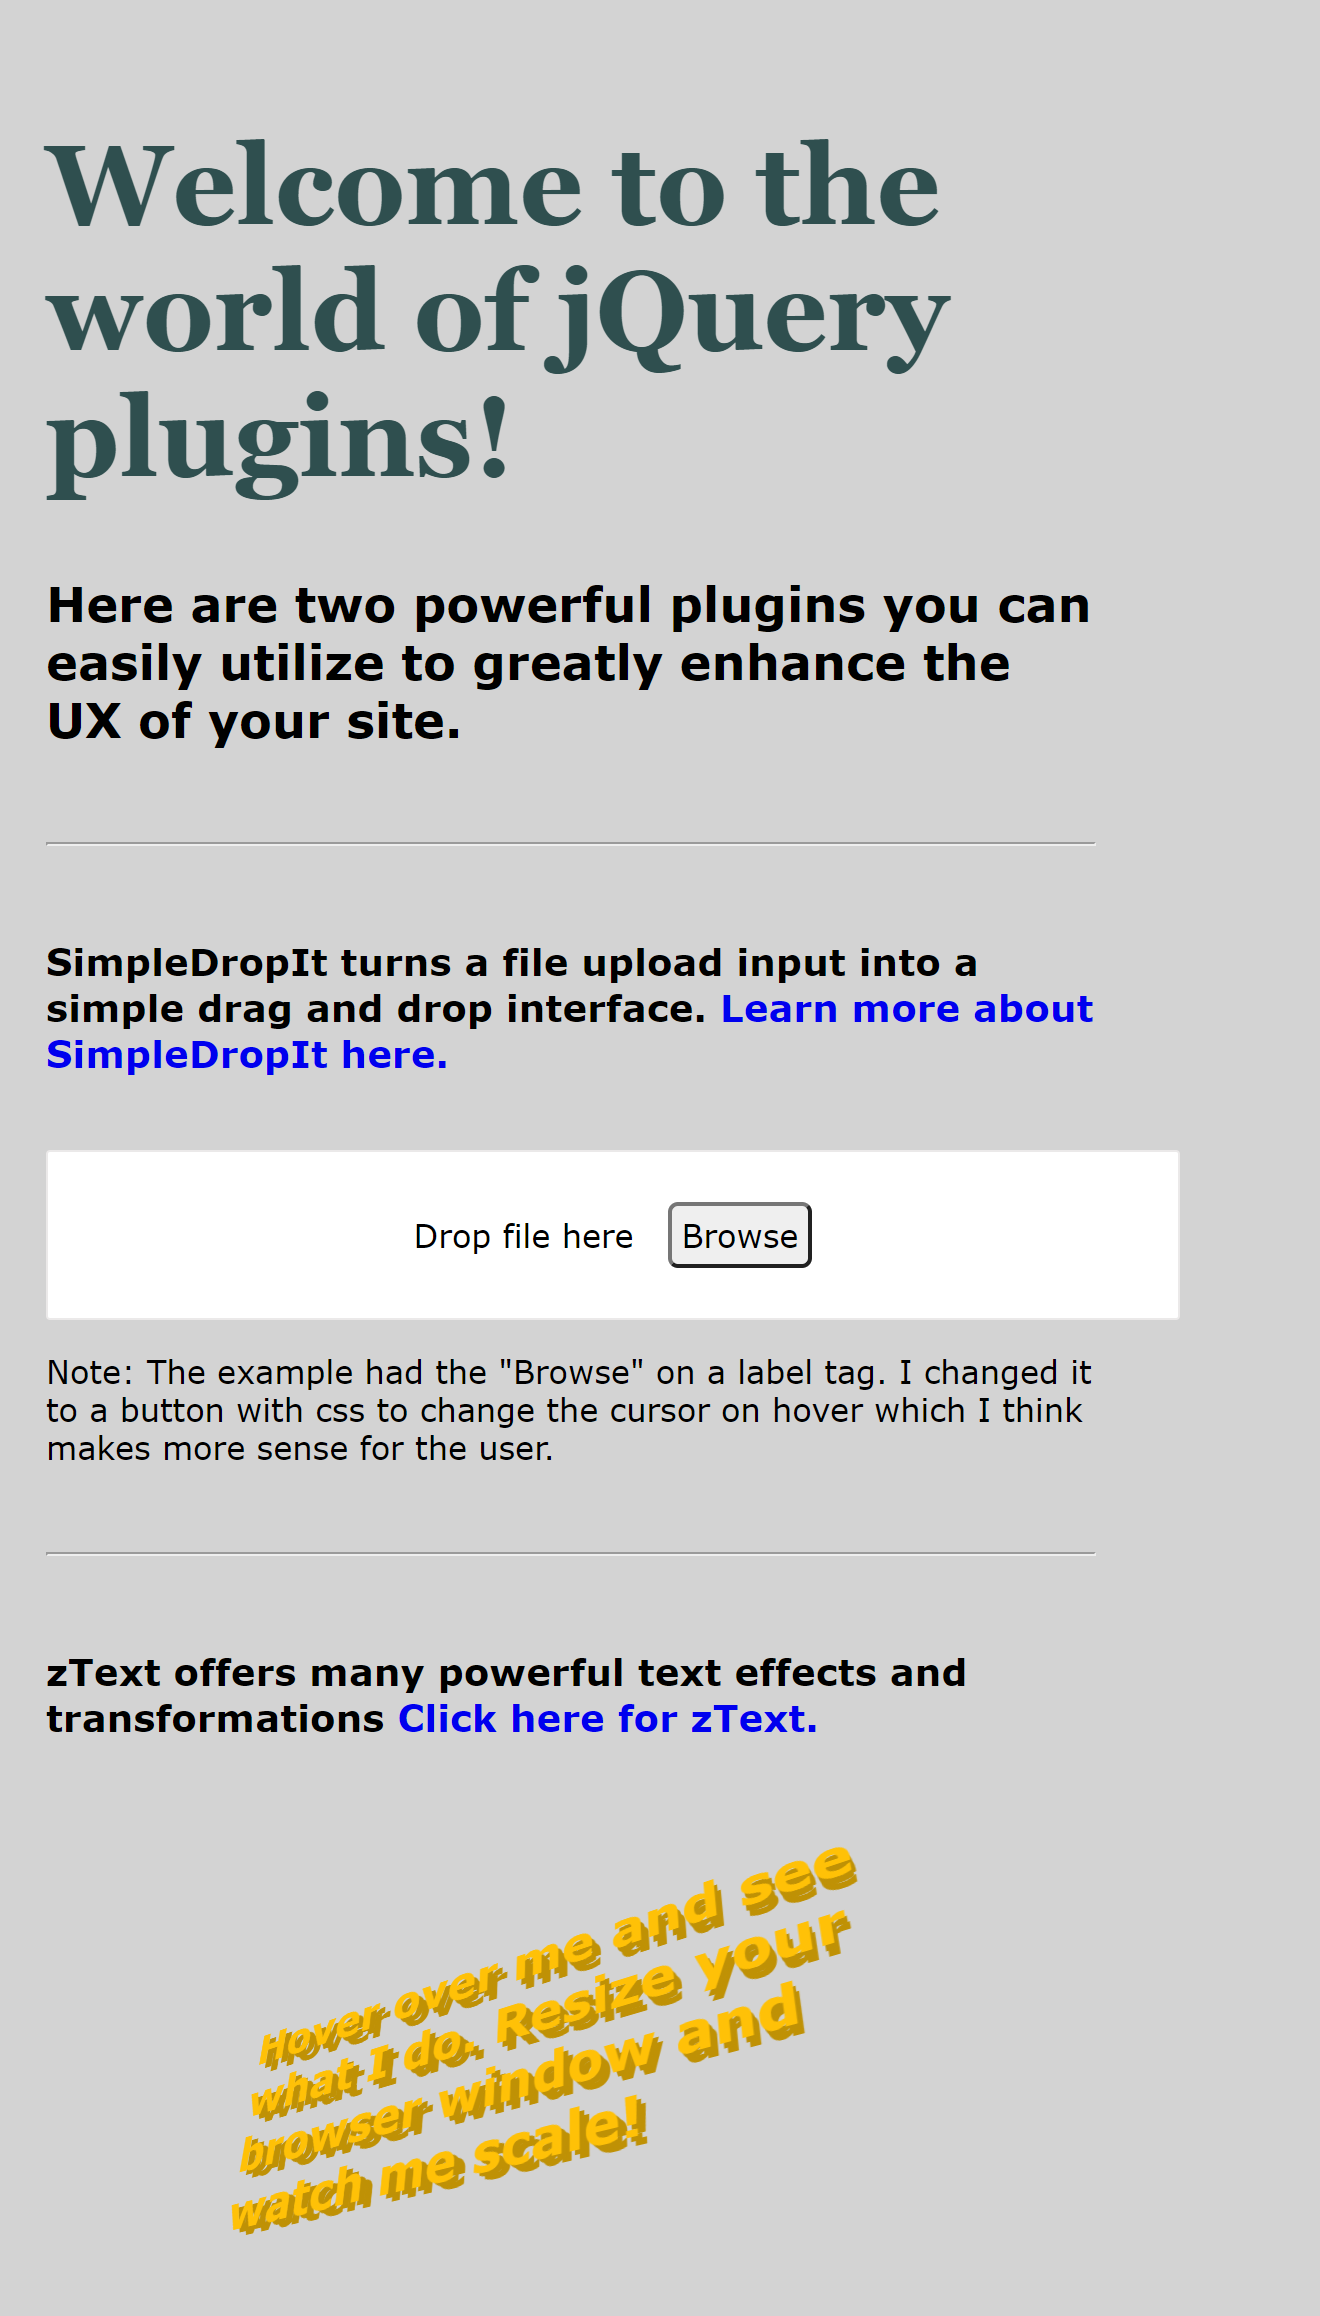 Welcome to the
world of jQuery
plugins!
Here are two powerful plugins you can
easily utilize to greatly enhance the
UX of your site.
SimpleDropIt turns a file upload input into a
simple drag and drop interface. Learn more about
SimpleDropIt here.
Drop file here Browse
Note: The example had the "Browse" on a label tag. I changed it
to a button with css to change the cursor on hover which I think
makes more sense for the user.
zText offers many powerful text effects and
transformations Click here for zText.
Hover over me and see
what I do. Resize your
browser window and
watch me scale!